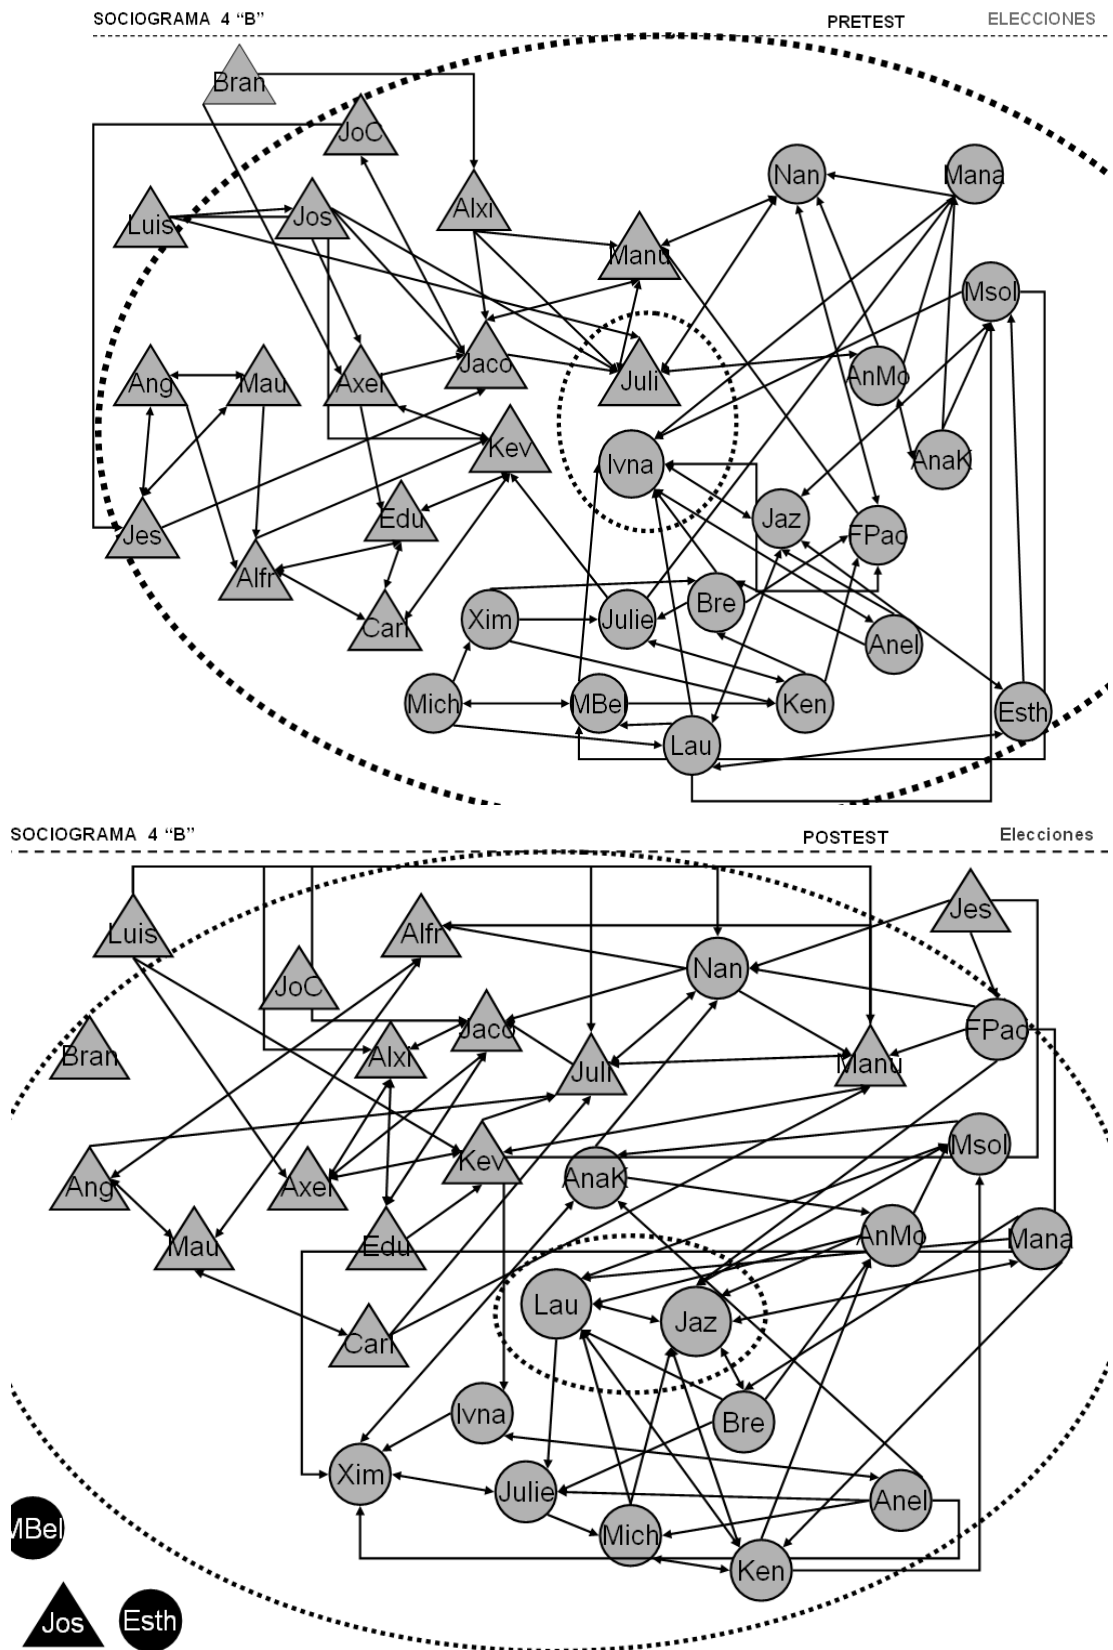 SOCIOGRAMA 4 “B” PRETEST ELECCIONES
Bran
JoC
Nan Mana
Luis Jos Alxi
Manu
Msol
Ang Mau Axel Jaco Juli AnMo
Kev Ivna AnaK
Jes Edu Jaz FPao
Alfr
Xim Carl Julie Bre
Anel
Mich MBel Ken Esth
Lau
SOCIOGRAMA 4 “B” POSTEST Elecciones
Luis Alfr Jes
Nan
JoC
Bran Alxi Jaco Juli Manu FPao
Ang Axel Kev AnaK Msol
Mau Edu AnMo Mana
Carl Lau Jaz
Ivna Bre
Xim Julie Anel
MBel Mich
Ken
Jos Esth